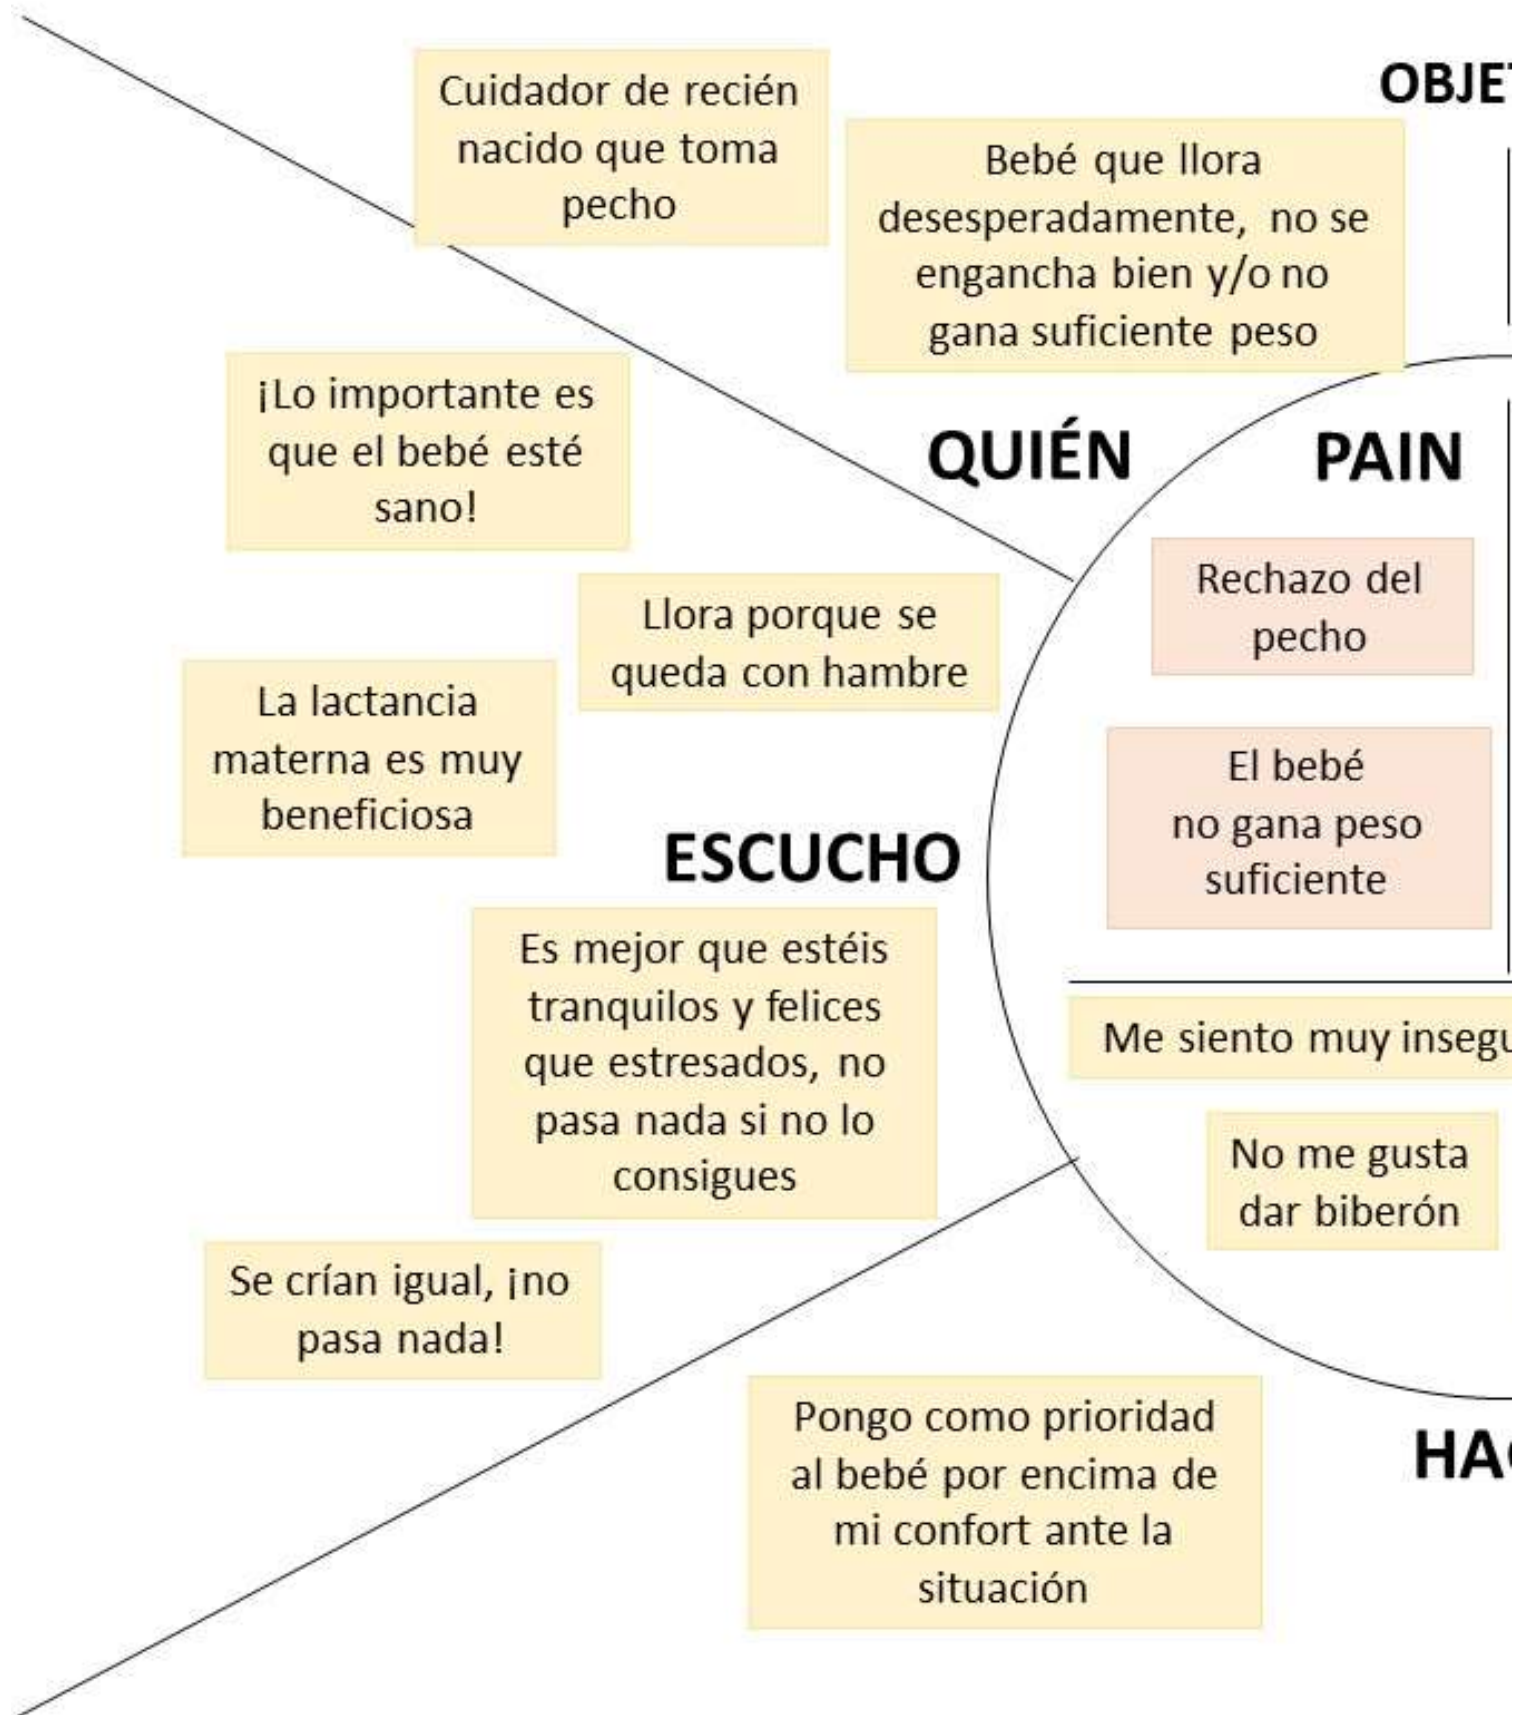 OBJE
Cuidador de recién
nacido que toma
pecho
Bebé que llora
desesperadamente, no se
engancha bien y/o no
gana suficiente peso
QUIÉN
PAIN
¡Lo importante es
que el bebé esté
sano!
Rechazo del
pecho
Llora porque se
queda con hambre
La lactancia
materna es muy
beneficiosa
El bebé
no gana peso
suficiente
ESCUCHO
Es mejor que estéis
tranquilos y felices
que estresados, no
pasa nada si no lo
consigues
Me siento muy insegu
No me gusta
dar biberón
Se crían igual, ¡no
pasa nada!
Pongo como prioridad
al bebé por encima de
mi confort ante la
situación
HA